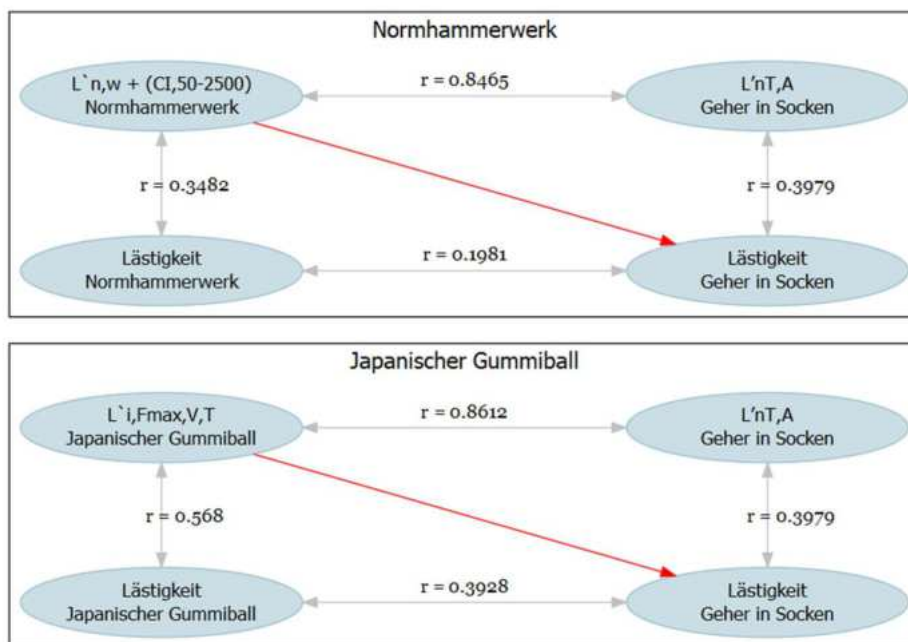 Normhammerwerk
L`n,w + (CI,50-2500)
Normhammerwerk
r = 0.8465
L'nT,A
Geher in Socken
r = 0.3482
r = 0.3979
Lästigkeit
Normhammerwerk
r = 0.1981
Lästigkeit
Geher in Socken
Japanischer Gummiball
L`i,Fmax,V,T
Japanischer Gummiball
r = 0.8612
L'nT,A
Geher in Socken
r = 0.568
r = 0.3979
Lästigkeit
Japanischer Gummiball
r = 0.3928
Lästigkeit
Geher in Socken